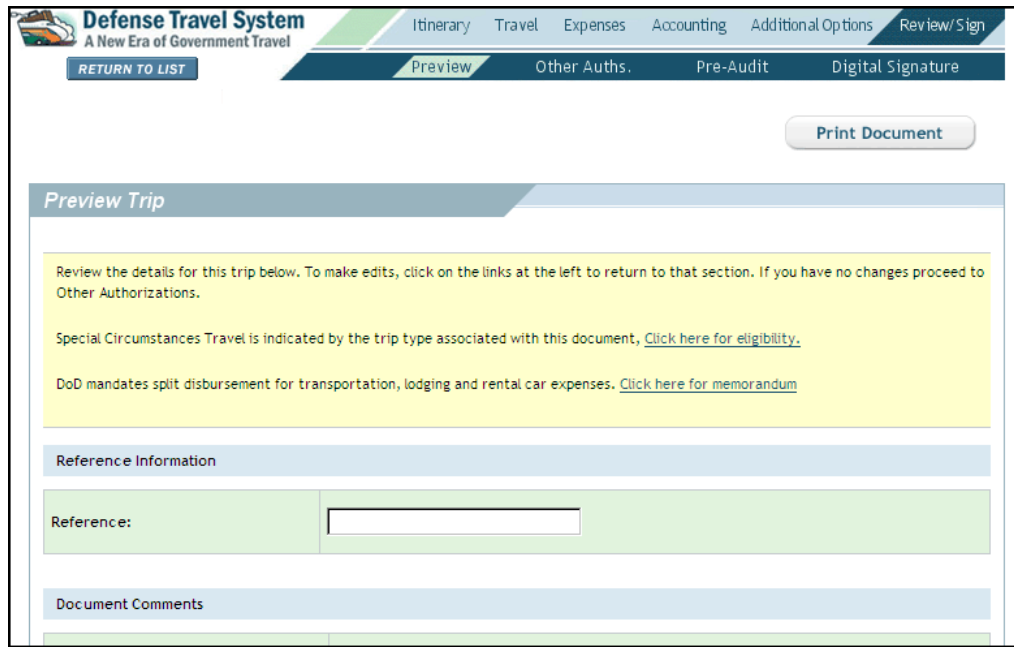 Defense Travel System
A New Era of Government Travel
Itinerary Travel Expenses Accounting Additional Options Review/Sign
RETURN TO LIST
Preview Other Auths. Pre-Audit Digital Signature
Print Document
Preview Trip
Review the details for this trip below. To make edits, click on the links at the left to return to that section. If you have no changes proceed to
Other Authorizations.
Special Circumstances Travel is indicated by the trip type associated with this document, Click here for eligibility.
DoD mandates split disbursement for transportation, lodging and rental car expenses. Click here for memorandum
Reference Information
Reference:
Document Comments